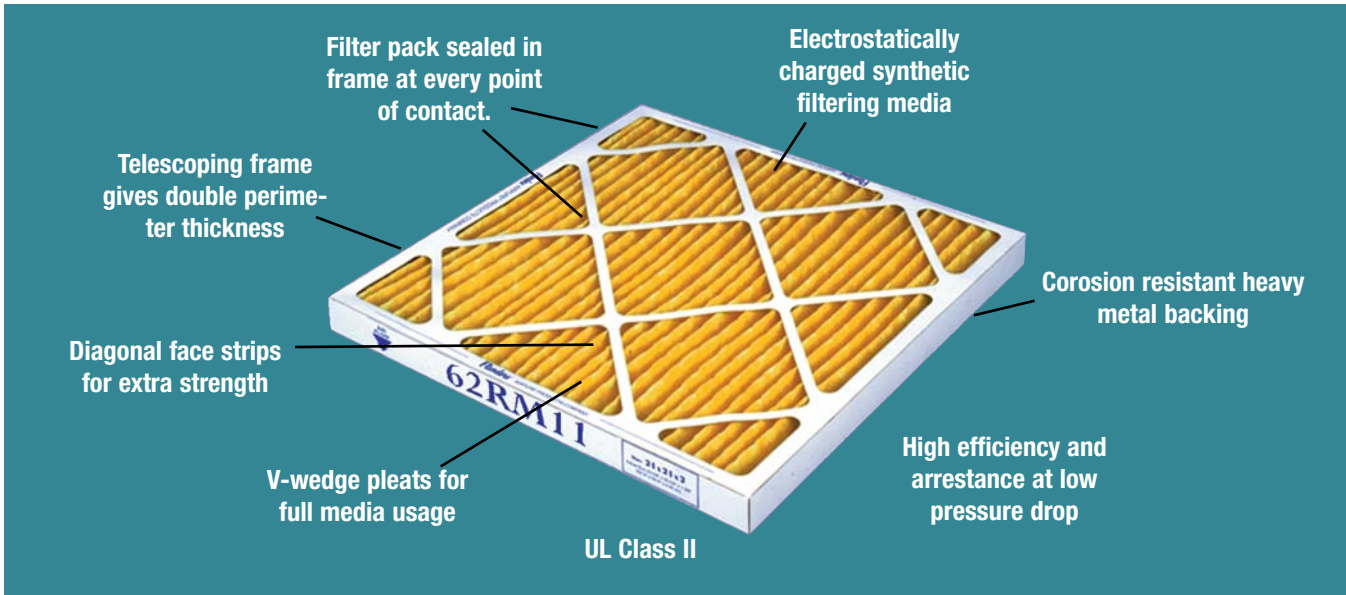 Filter pack sealed in
frame at every point
of contact.
Electrostatically
charged synthetic
filtering media
Telescoping frame
gives double perime-
ter thickness
Corosion resistant heavy
metal backing
Diagonal face strips
for extra strength
62RM11
21x21x2
V-wedge pleats for
full media usage
High efficiency and
arrestance at low
pressure drop
UL Class II